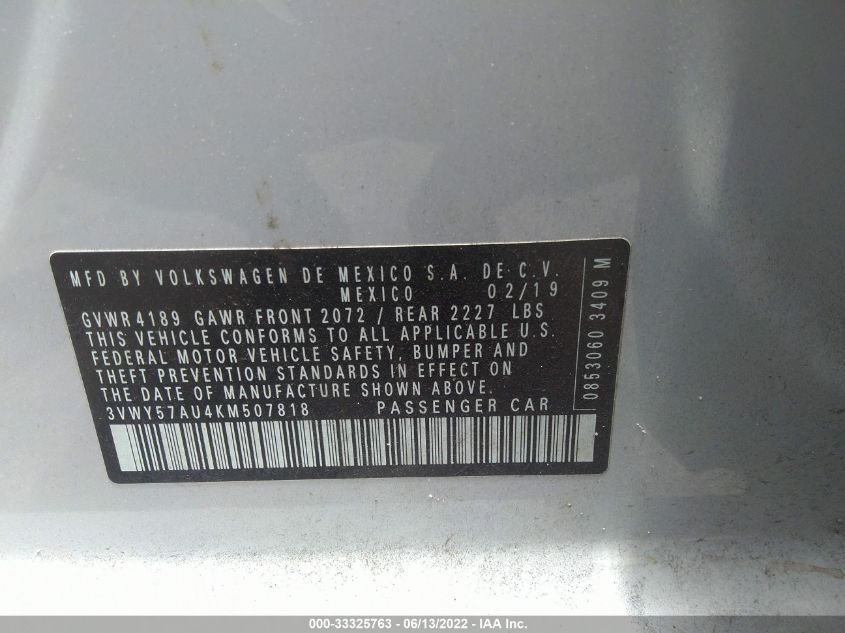 MFD BY VOLKSWAGEN DE MEXICO S.A. DE C.V.
MEXICO 02/19
GVWR 4189 GAWR FRONT 2072 / REAR 2227 LBS
THIS VEHICLE CONFORMS TO ALL APPLICABLE U.S.
FEDERAL MOTOR VEHICLE SAFETY, BUMPER AND
THEFT PREVENTION STANDARDS IN EFFECT ON
THE DATE OF MANUFACTURE SHOWN ABOVE.
3VWY57AU4KM507818 PASSENGER CAR
0853060 3409 M
000-33325763 - 06/13/2022 - IAA Inc.